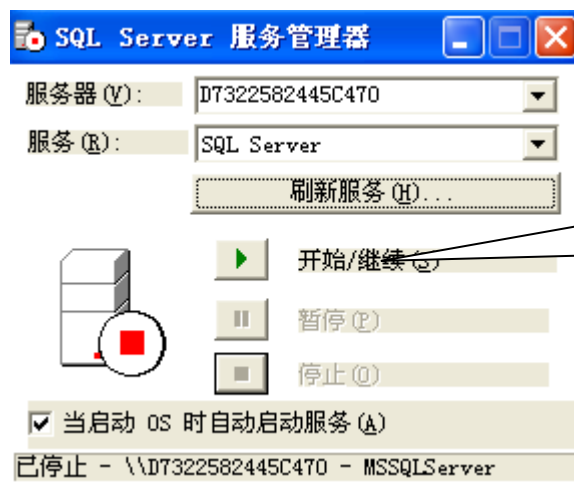 SQL Server 服务管理器
服务器(V): D7322582445C470
服务(R): SQL Server
刷新服务(H)...
开始/继续(S)
暂停(P)
停止(O)
当启动 OS 时自动启动服务(A)
已停止 - \\D7322582445C470 - MSSQLServer